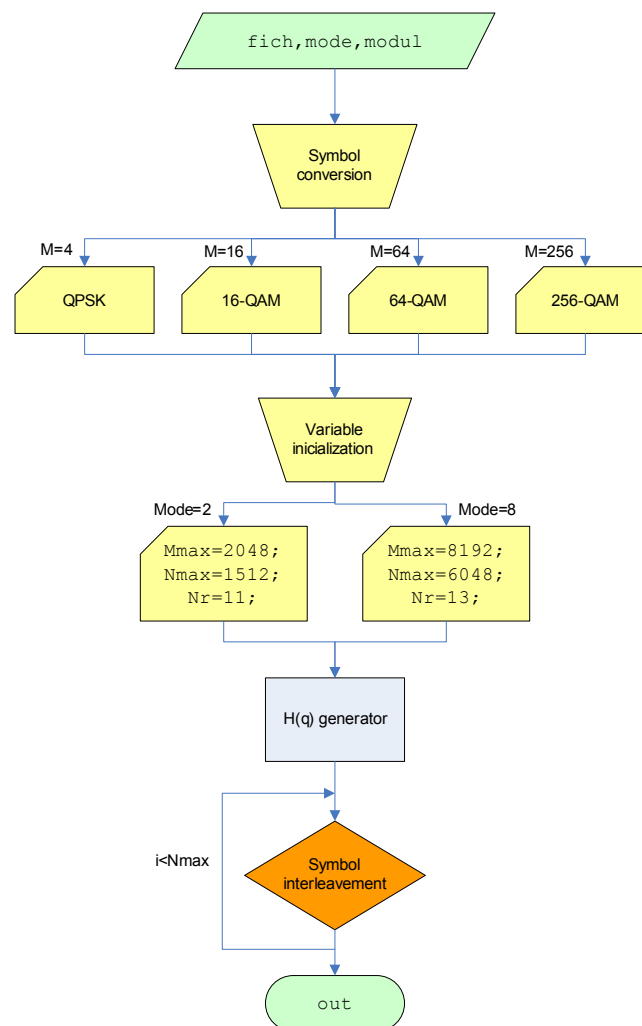 fich,mode,modul
Symbol
conversion
M=4
M=16
M=64
M=256
QPSK
16-QAM
64-QAM
256-QAM
Variable
inicialization
Mode=2
Mode=8
Mmax=2048;
Nmax=1512;
Nr=11;
Mmax=8192;
Nmax=6048;
Nr=13;
H(q) generator
i<Nmax
Symbol
interleavement
out